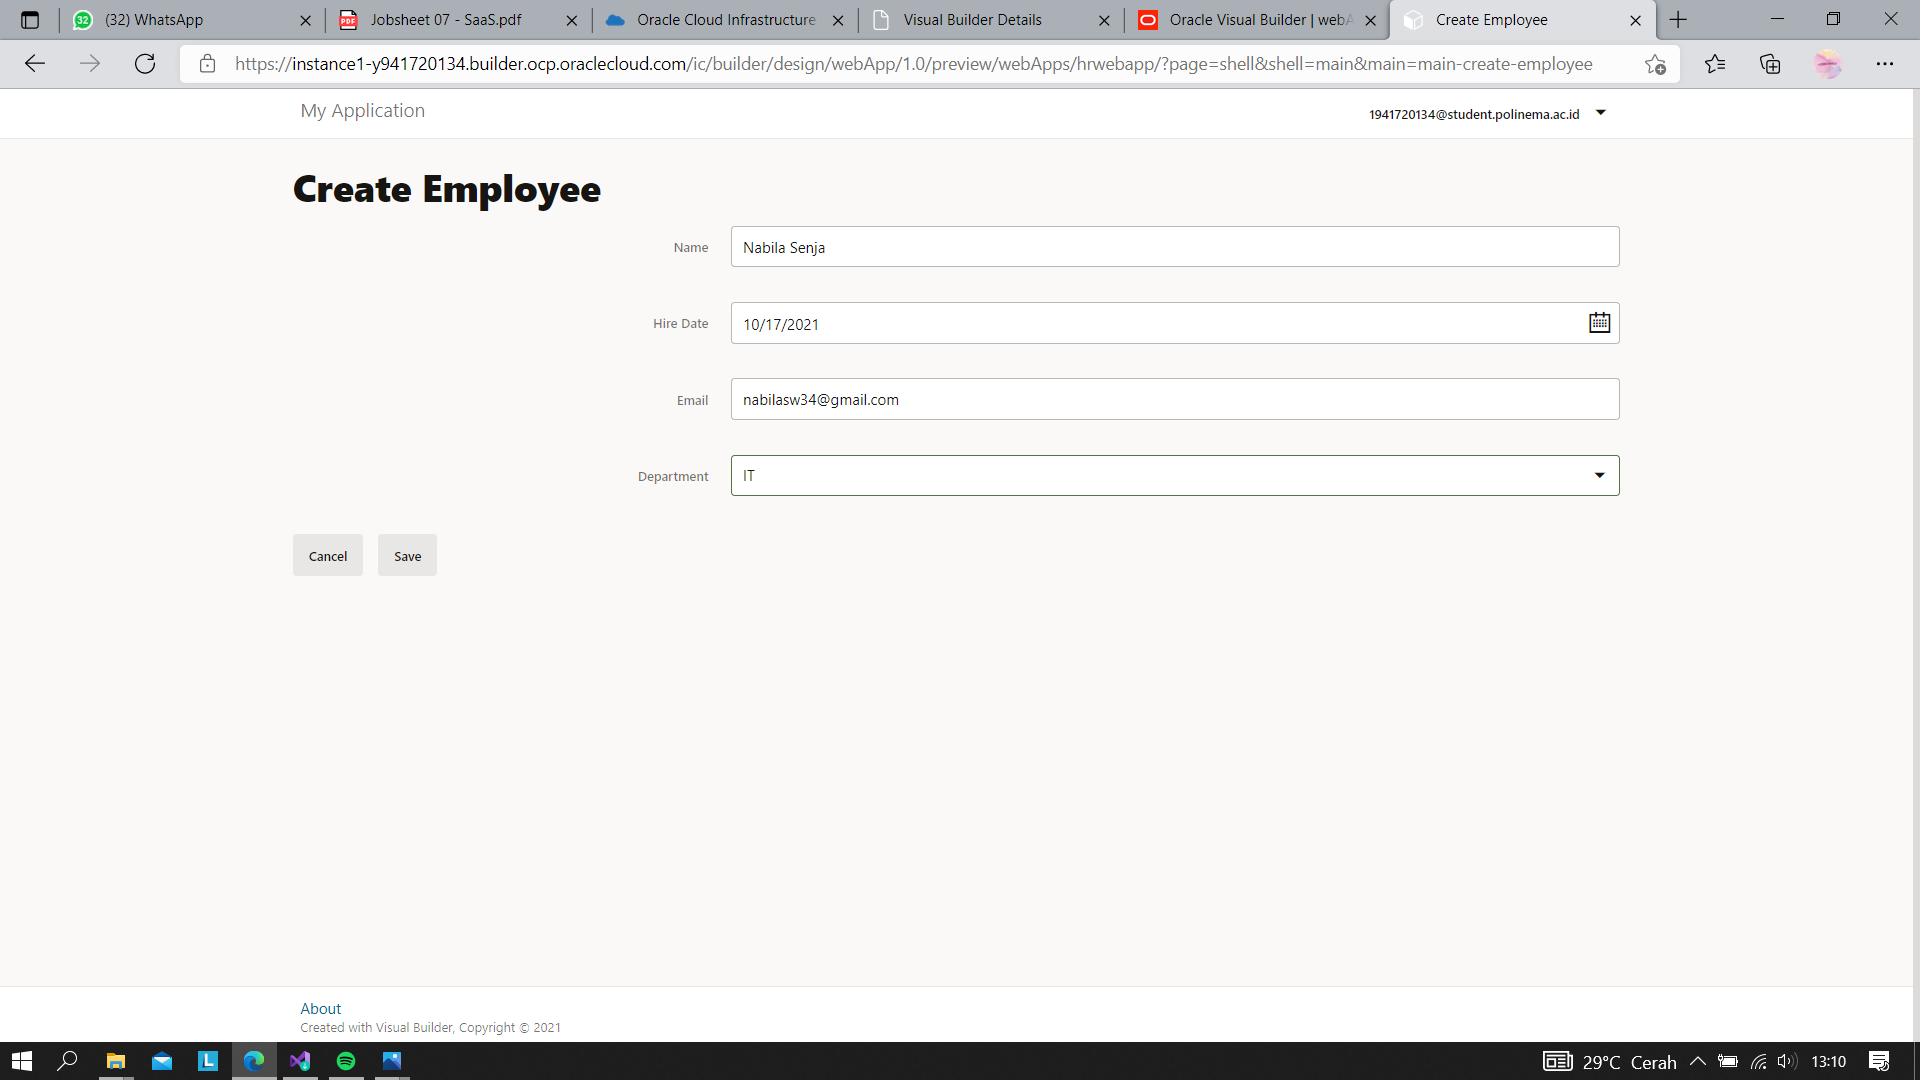 32 (32) WhatsApp
PDF Jobsheet 07 - SaaS.pdf
Oracle Cloud Infrastructure
Visual Builder Details
Oracle Visual Builder | webA
Create Employee
https://instance1-y941720134.builder.ocp.oraclecloud.com/ic/builder/design/webApp/1.0/preview/webApps/hrwebapp/?page=shell&shell=main&main=main-create-employee
My Application
1941720134@student.polinema.ac.id
Create Employee
Name Nabila Senja
Hire Date 10/17/2021
Email nabilasw34@gmail.com
Department IT
Cancel Save
About
Created with Visual Builder, Copyright © 2021
L
29°C Cerah 13:10